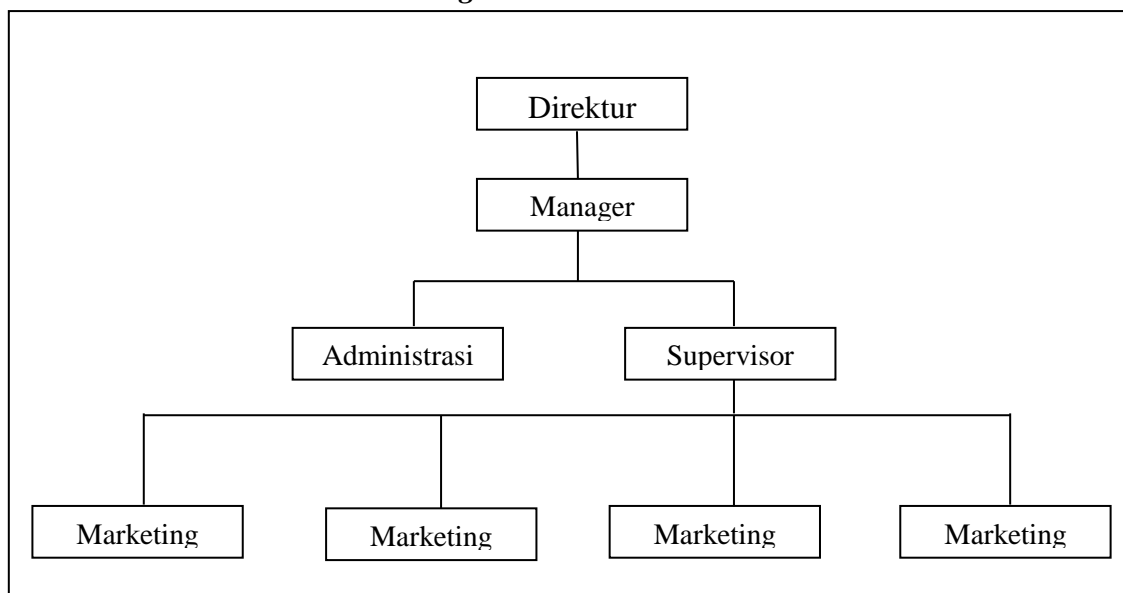 Direktur
Manager
Administrasi
Supervisor
Marketing
Marketing
Marketing
Marketing